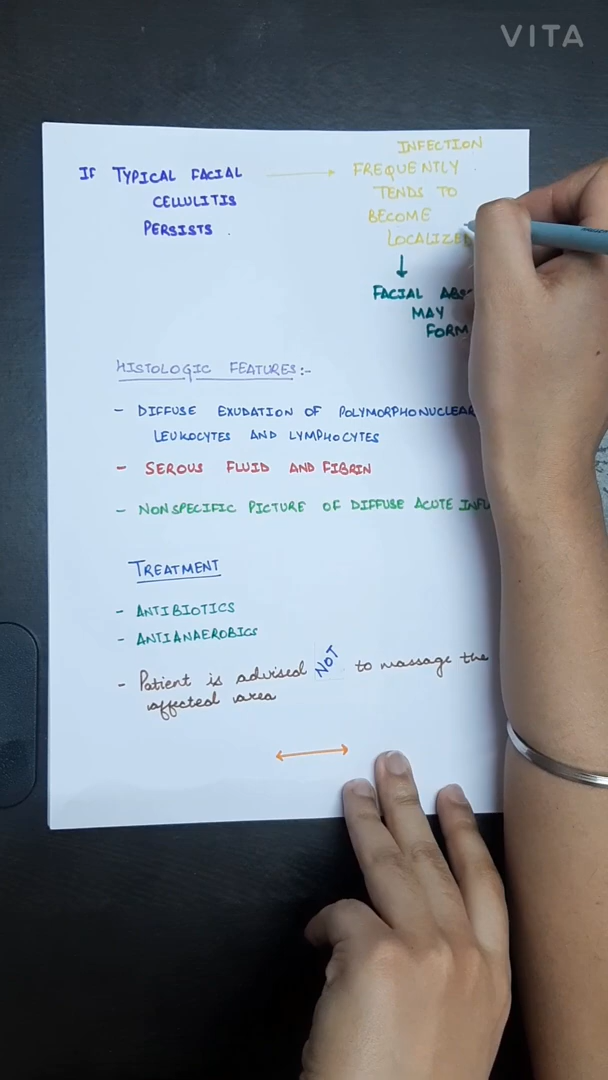 VITA
IF TYPICAL FACIAL
CELLULITIS
PERSISTS.
INFECTION
FREQUENTLY
TENDS TO
BECOME
LOCALIZED
FACIAL
MAY
FORM
HISTOLOGIC FEATURES:-
- DIFFUSE EXUDATION OF POLYMORPHONUCLEAR
LEUKOCYTES AND LYMPHOCYTES
- SEROUS FLUID AND FIBRIN
- NONSPECIFIC PICTURE OF DIFFUSE ACUTE
TREATMENT
- ANTIBIOTICS
- ANTIANAEROBICS
- Patient is advised NOT to massage the
affected area